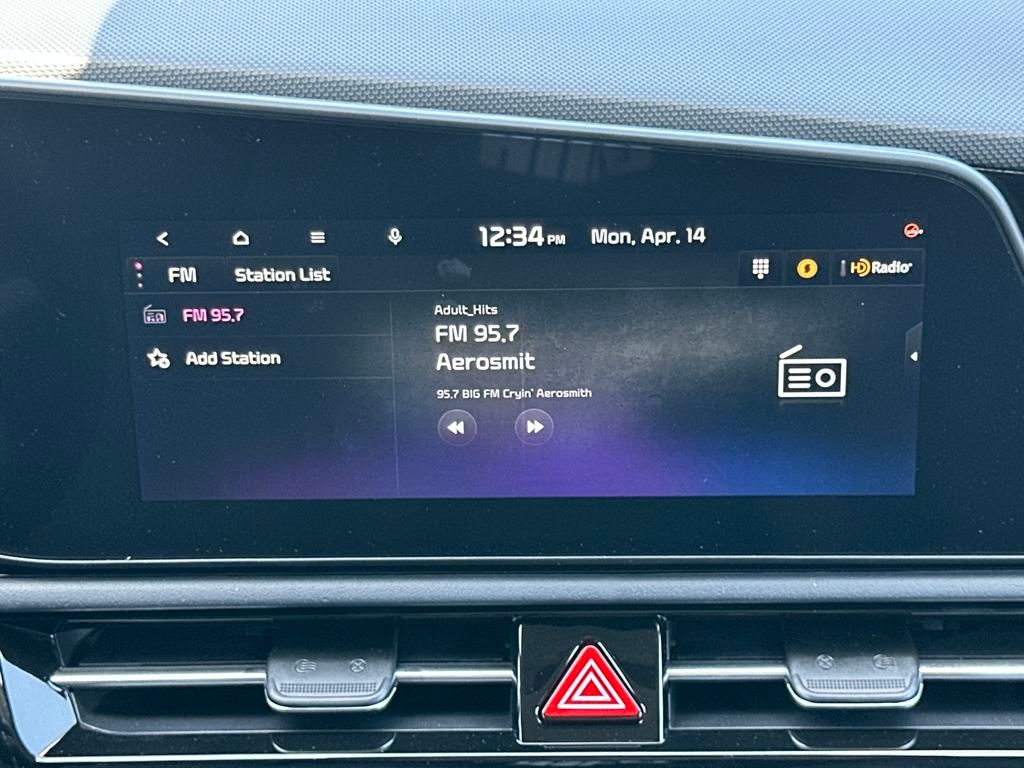 12:34 PM Mon, Apr. 14
FM Station List HD Radio
FM 95.7
Add Station
Adult_Hits
FM 95.7
Aerosmit
95.7 BIG FM Cryin' Aerosmith